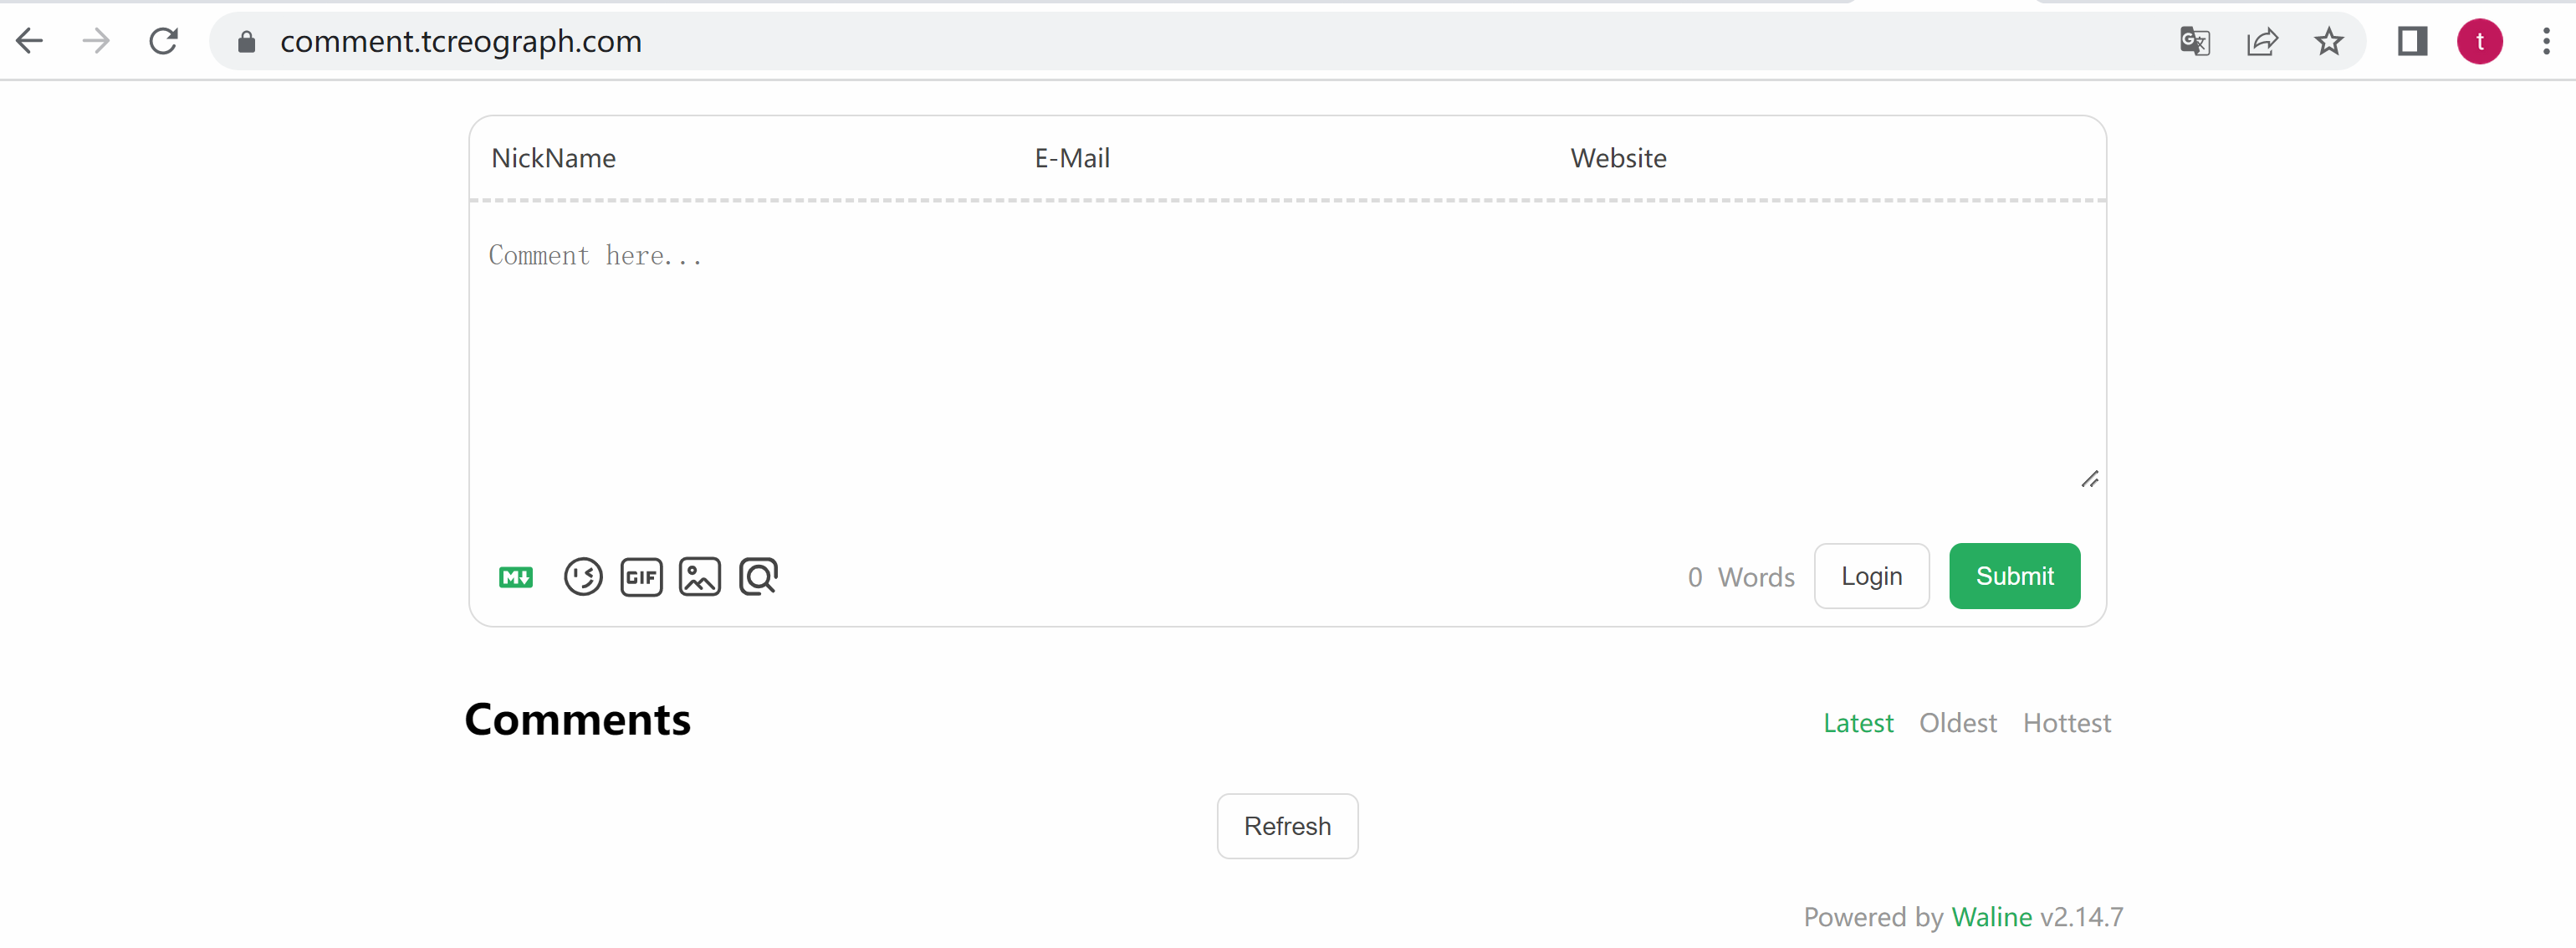 comment.tcreograph.com
t
NickName E-Mail Website
Comment here...
M↓ GIF 0 Words Login Submit
Comments Latest Oldest Hottest
Refresh
Powered by Waline v2.14.7